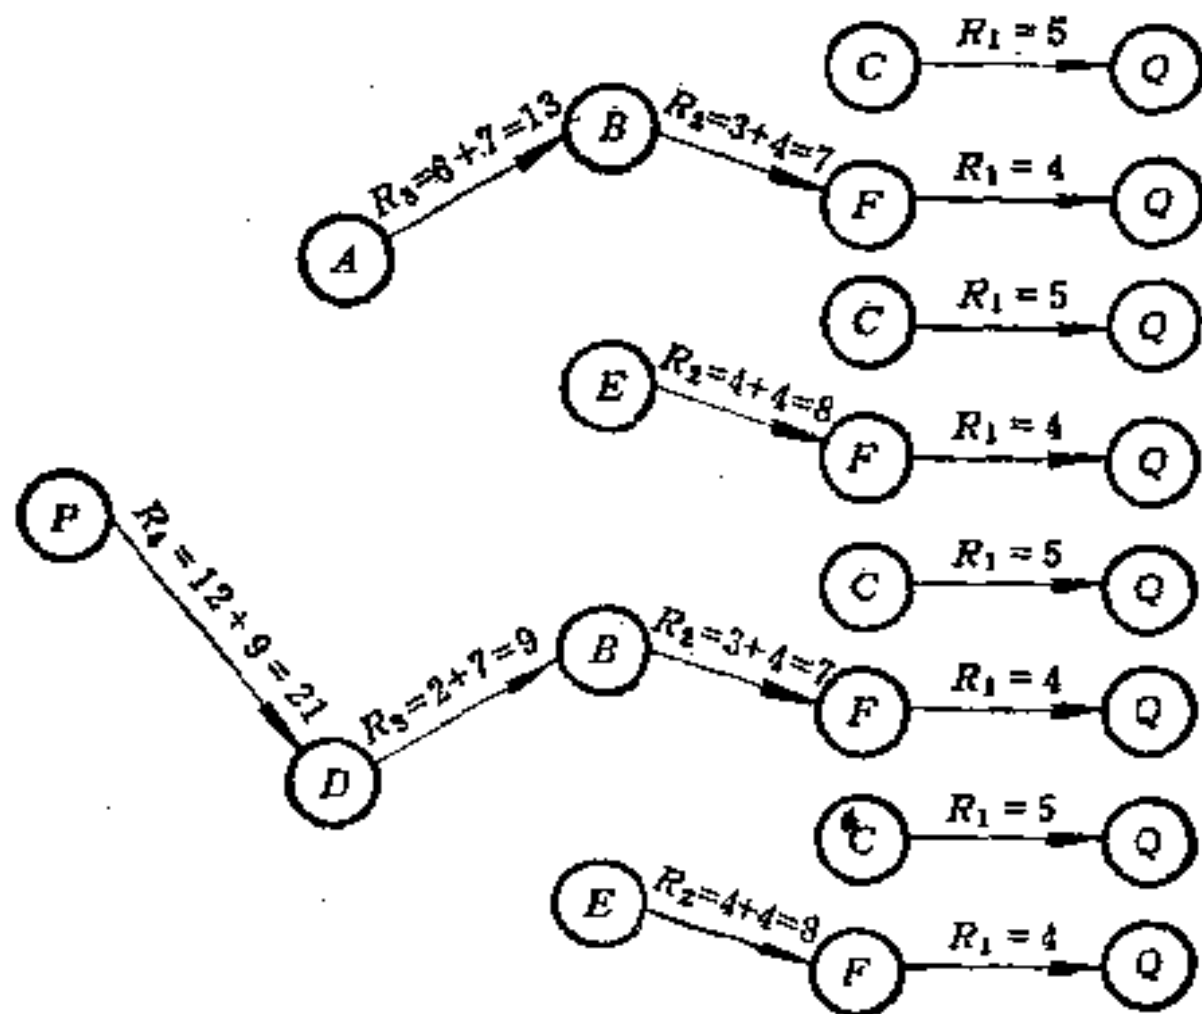 C R₁ = 5 Q
B R₂=3+4=7
R₃=6+7=13
F R₁ = 4 Q
A
C R₁ = 5 Q
E R₂=4+4=8
F R₁ = 4 Q
P R₄ = 12 + 9 = 21
C R₁ = 5 Q
B R₂=3+4=7
R₃=2+7=9
F R₁ = 4 Q
D
C R₁ = 5 Q
E R₂=4+4=8
F R₁ = 4 Q